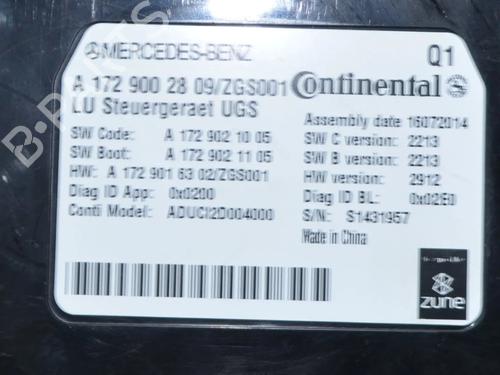 MERCEDES-BENZ Q1
A 172 900 28 09/ZGS001 Continental
LU Steuergeraet UGS
Assembly date 16072014
SW Code: A 172 902 10 05 SW C version: 2213
SW Boot: A 172 902 11 05 SW B version: 2213
HW: A 172 901 63 02/ZGS001 HW version: 2912
Diag ID App: 0x0200 Diag ID BL: 0x02E0
Conti Model: ADUCI2D004000 S/N: S1431957
Made in China
zune
B-PARTS